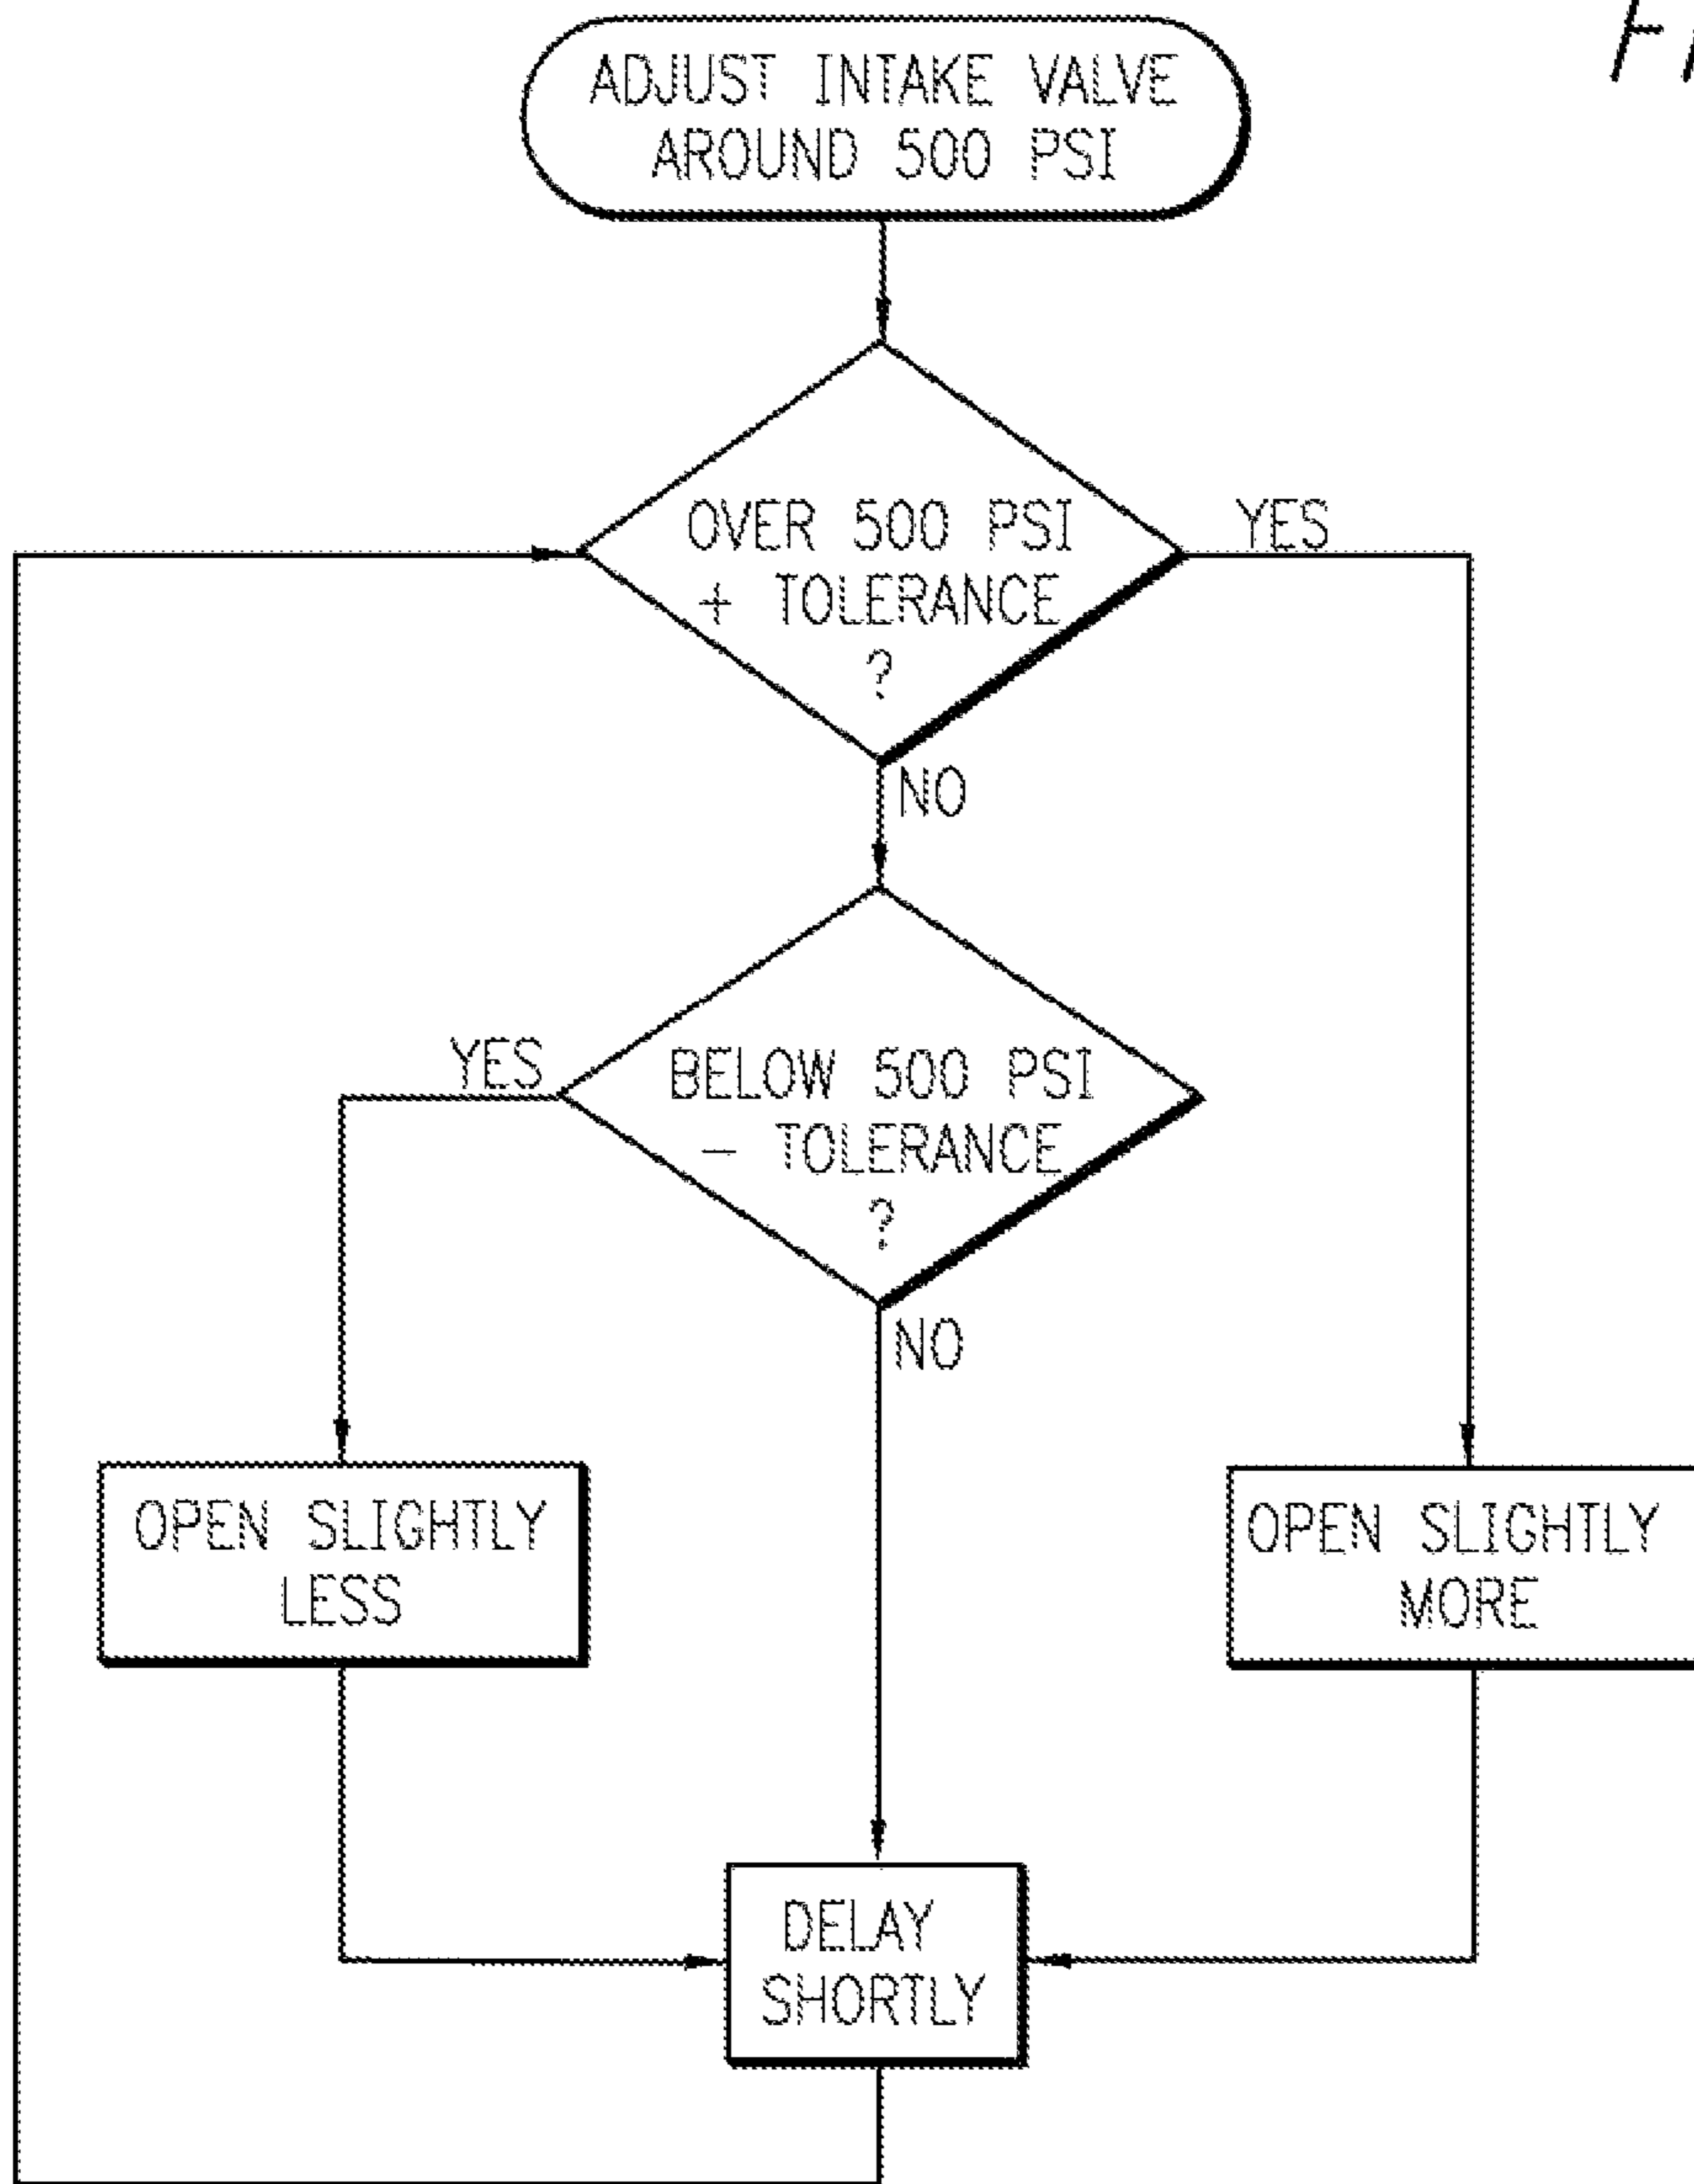 ADJUST INTAKE VALVE
AROUND 500 PSI
OVER 500 PSI
+ TOLERANCE
?
YES
NO
BELOW 500 PSI
- TOLERANCE
?
YES
NO
OPEN SLIGHTLY
LESS
OPEN SLIGHTLY
MORE
DELAY
SHORTLY